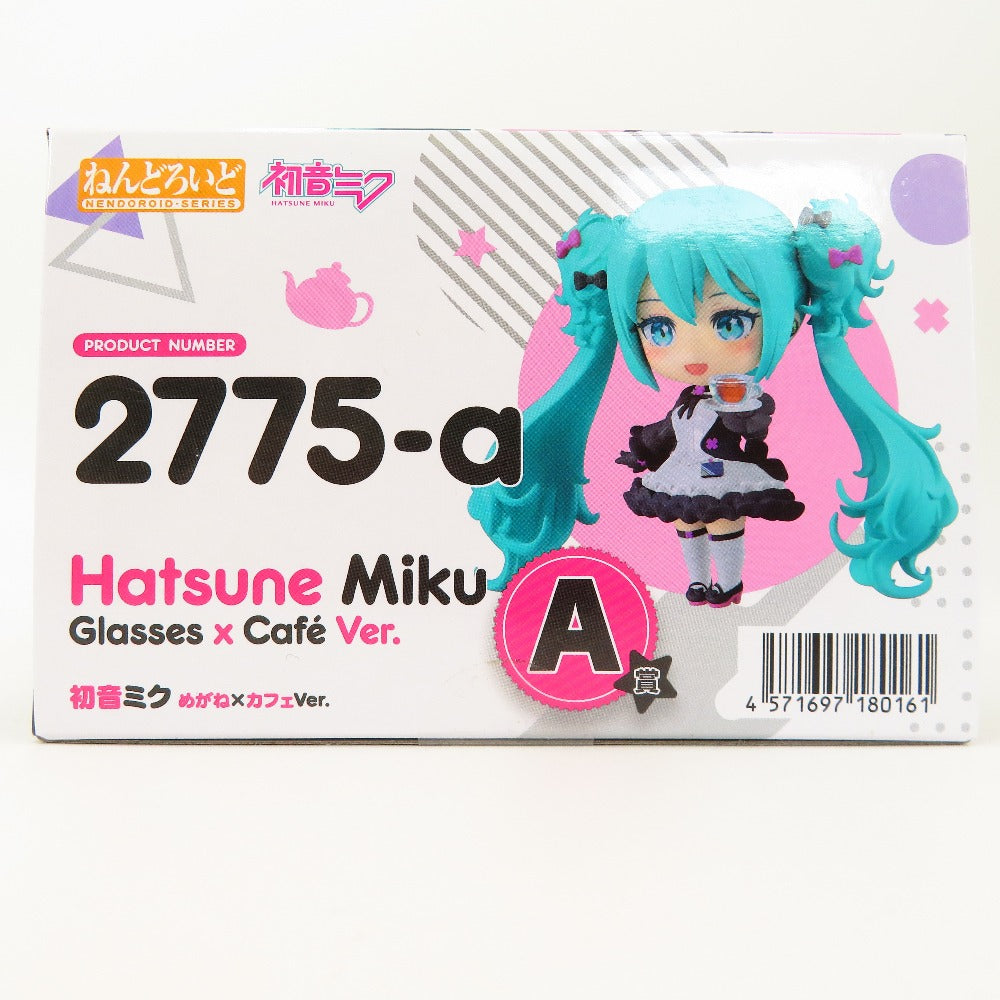 ねんどろいど
NENDOROID·SERIES
初音ミク
HATSUNE MIKU
PRODUCT NUMBER
2775-a
Hatsune Miku
Glasses x Café Ver.
初音ミク めがね×カフェVer.
A
賞
4 571697 180161